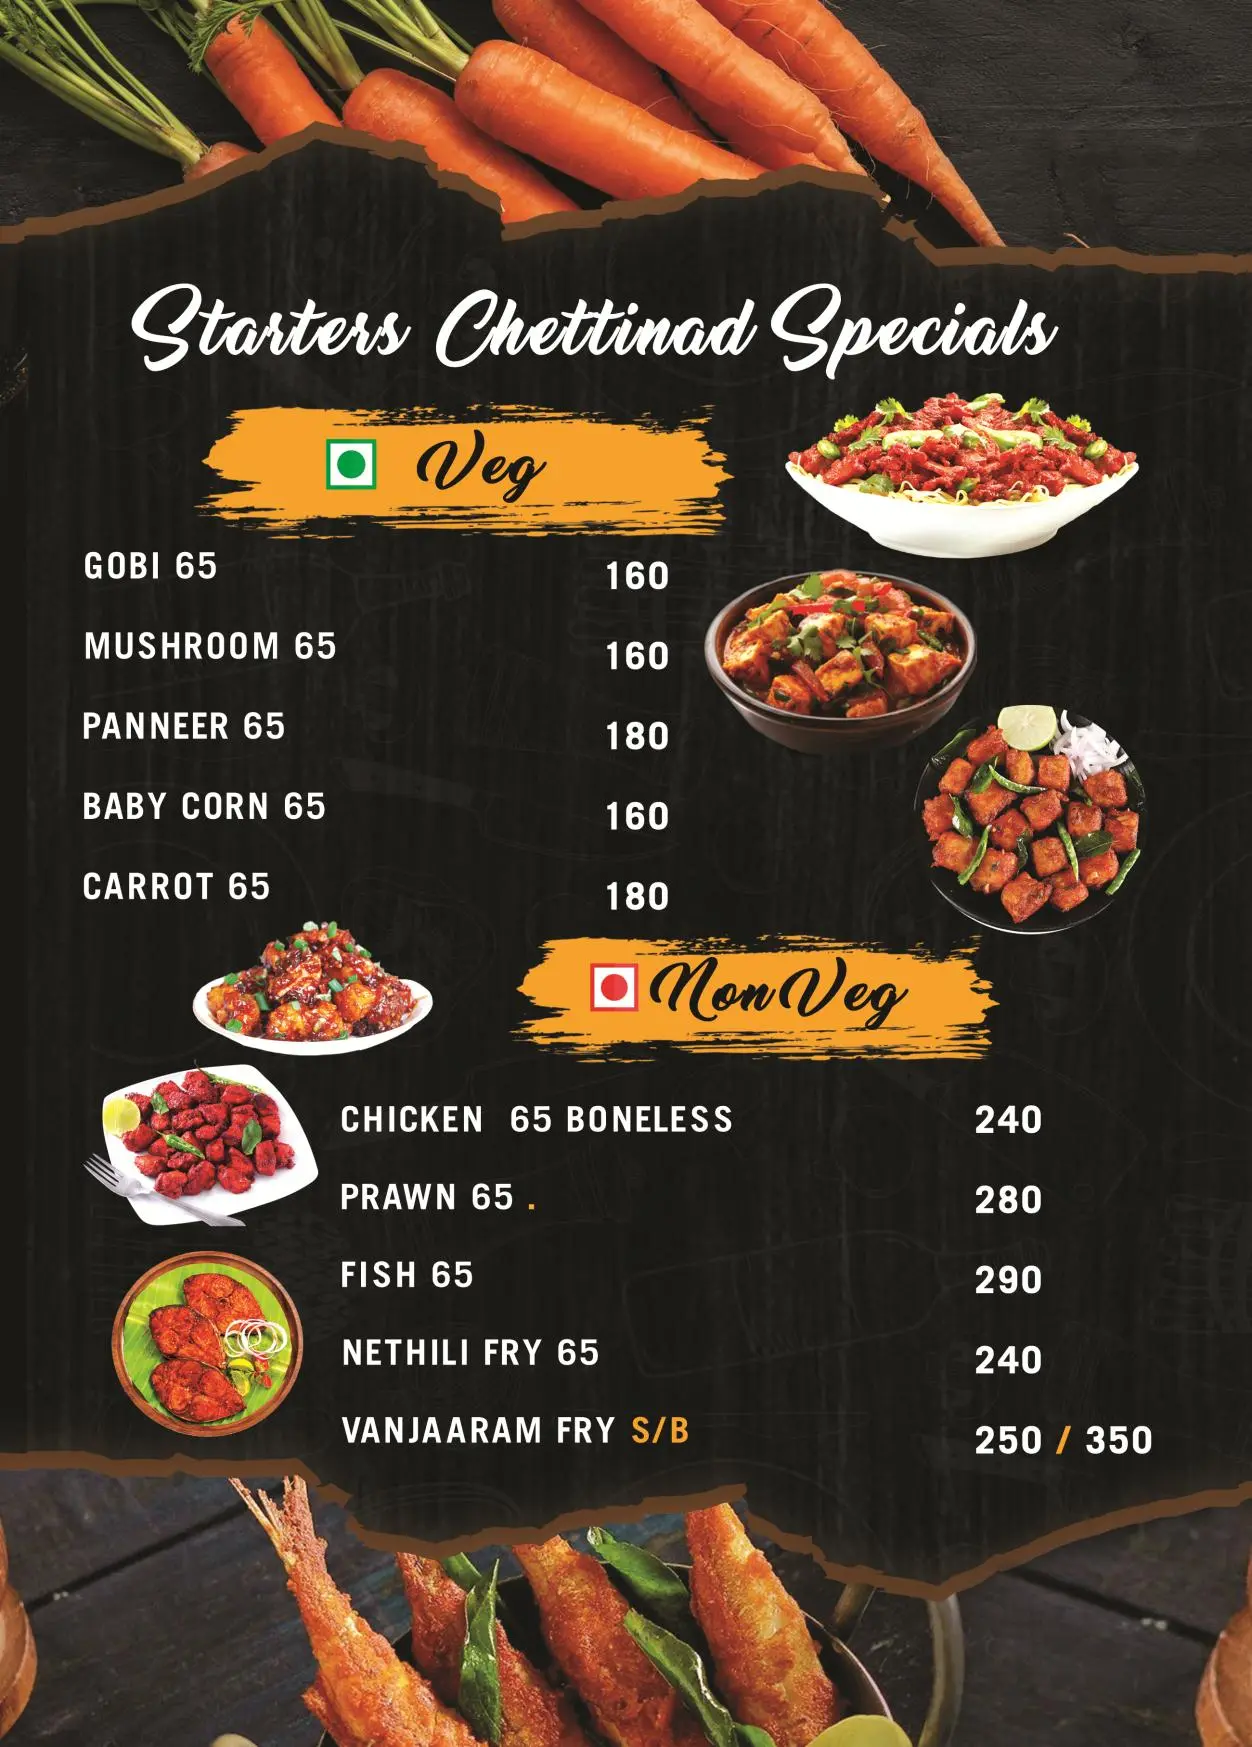 Starters Chettinad Specials
Veg
GOBI 65 160
MUSHROOM 65 160
PANNEER 65 180
BABY CORN 65 160
CARROT 65 180
Non Veg
CHICKEN 65 BONELESS 240
PRAWN 65 . 280
FISH 65 290
NETHILI FRY 65 240
VANJAARAM FRY S/B 250 / 350